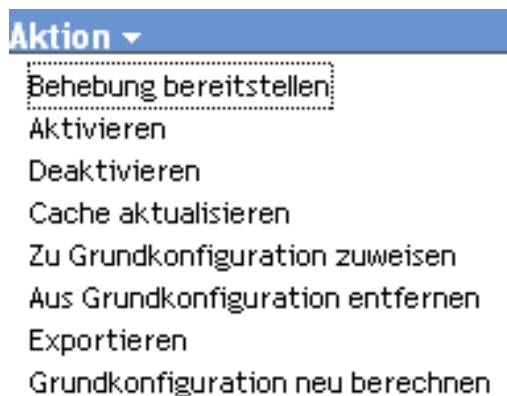 Aktion
Behebung bereitstellen
Aktivieren
Deaktivieren
Cache aktualisieren
Zu Grundkonfiguration zuweisen
Aus Grundkonfiguration entfernen
Exportieren
Grundkonfiguration neu berechnen